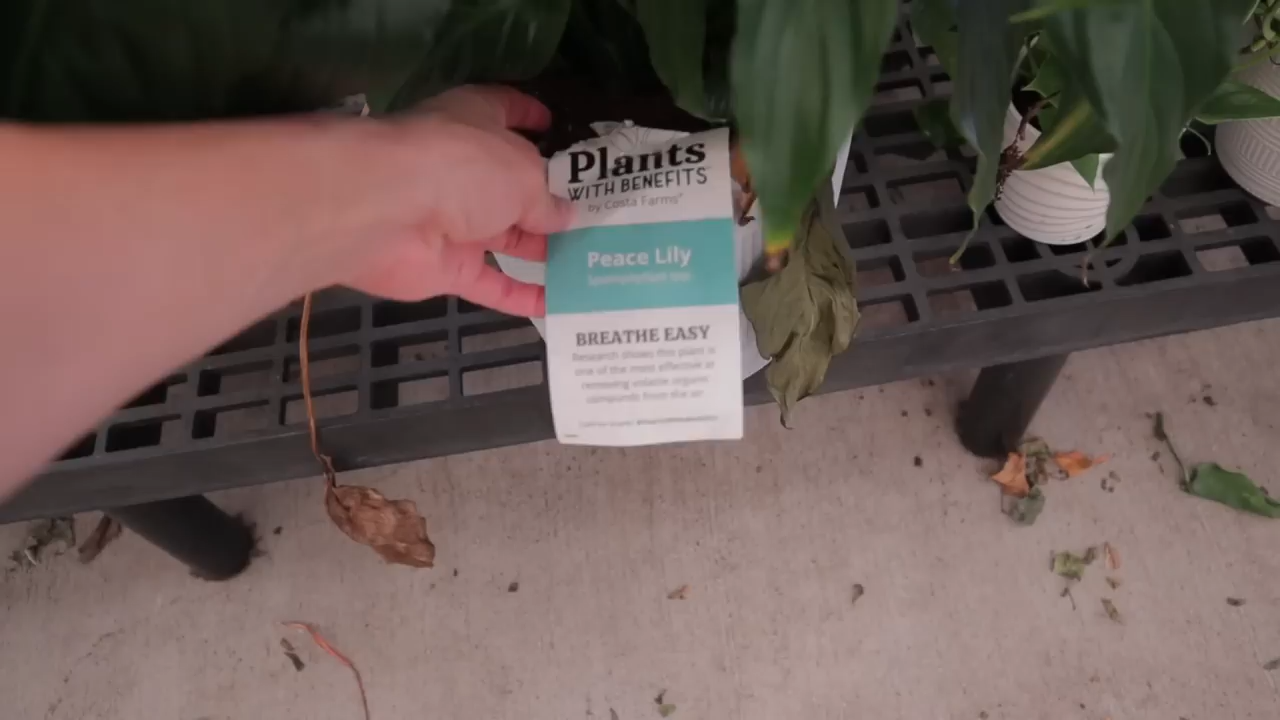 Plants
WITH BENEFITS
by Costa Farms
Peace Lily
BREATHE EASY
Research shows this plant is
one of the most effective at
removing volatile organic
compunds from the air